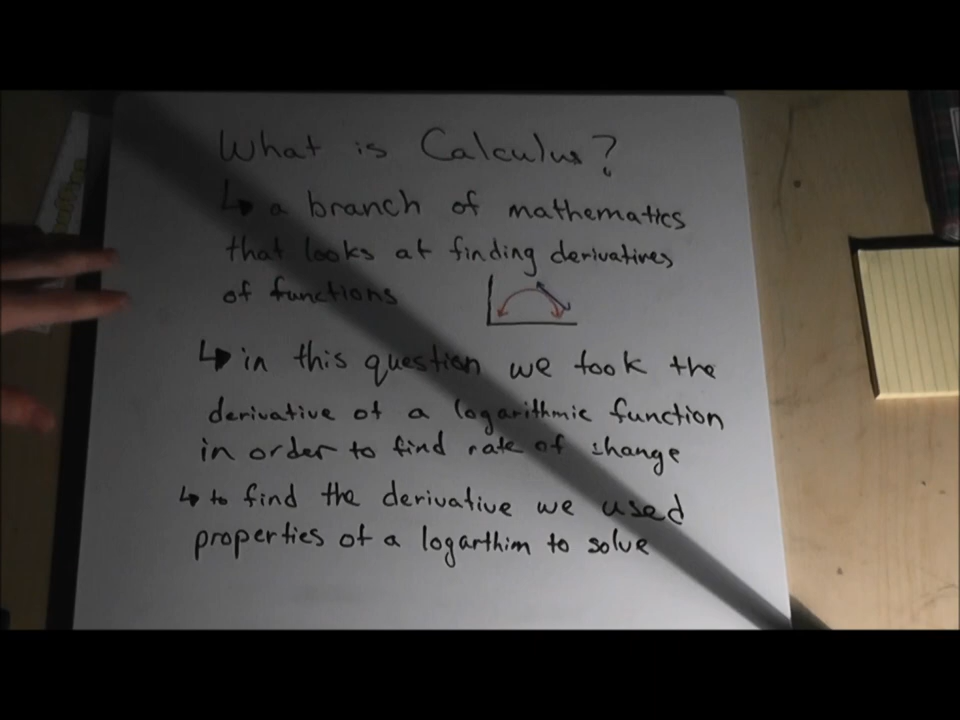 What is Calculus?
↳ a branch of mathematics
that looks at finding derivatives
of functions
↳ in this question we took the
derivative of a logarithmic function
in order to find rate of change
↳ to find the derivative we used
properties of a logarthim to solve